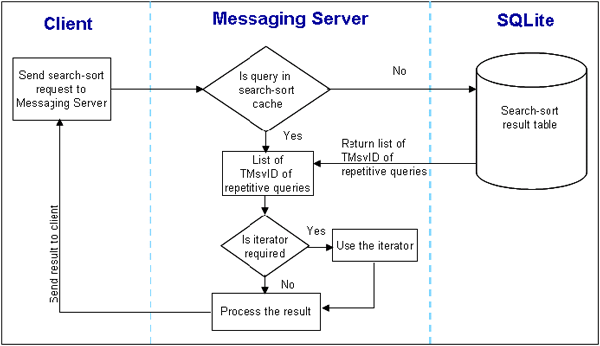 Client
Messaging Server
SQLite
Send search-sort
request to
Messaging Server
Is query in
search-sort
cache
No
Search-sort
result table
Yes
Return list of
TMsvID of
repetitive queries
List of
TMsvID of
repetitive queries
Is iterator
required
Yes
Use the iterator
No
Process the result
Send result to client